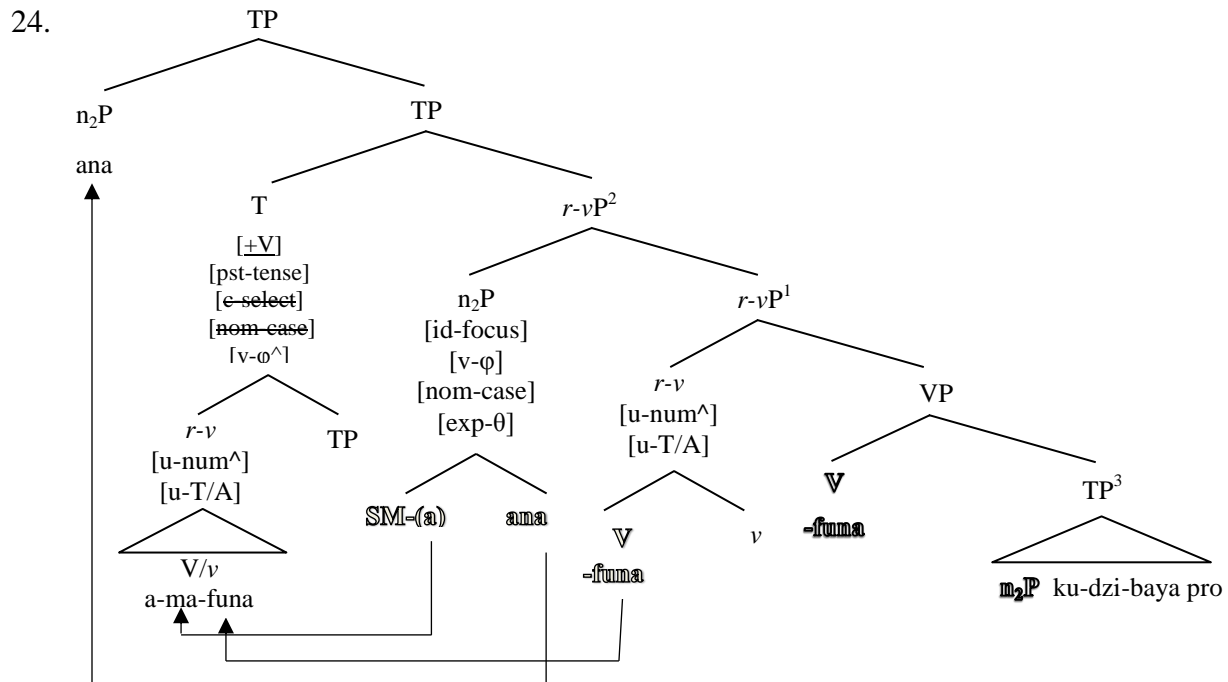 24.
TP
n₂P
TP
ana
T
r-vP²
[+V]
[pst-tense]
[c-select]
[nom-case]
[v-φ^]
n₂P
[id-focus]
[v-φ]
[nom-case]
[exp-θ]
r-vP¹
r-v
[u-num^]
[u-T/A]
TP
r-v
[u-num^]
[u-T/A]
VP
SM-(a)
ana
V
-funa
v
V
-funa
TP³
V/v
a-ma-funa
n₂P ku-dzi-baya pro